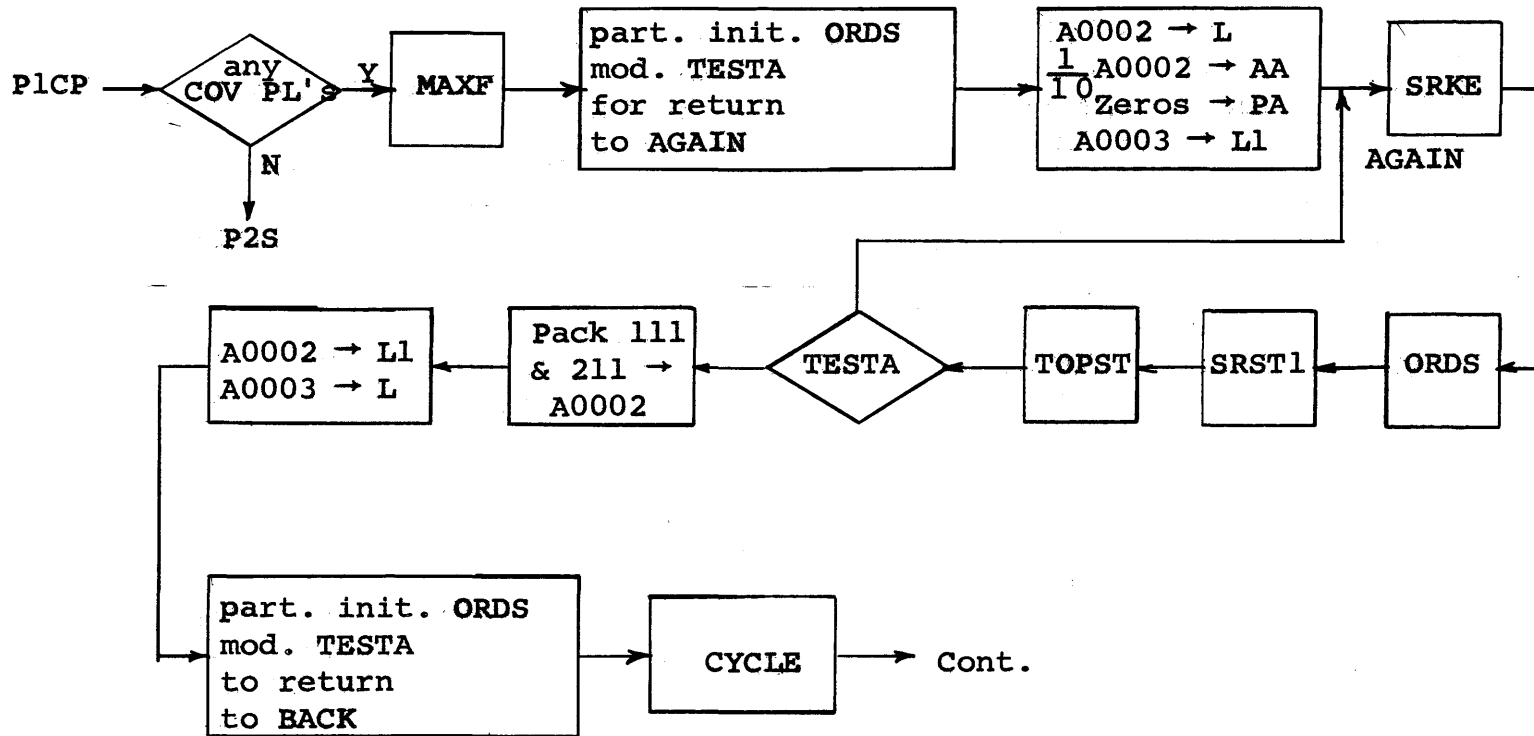 P1CP
any
COV PL's
Y
N
P2S
MAXF
part. init. ORDS
mod. TESTA
for return
to AGAIN
A0002 → L
1/10 A0002 → AA
Zeros → PA
A0003 → L1
SRKE
AGAIN
ORDS
SRST1
TOPST
TESTA
Pack 111
& 211 →
A0002
A0002 → L1
A0003 → L
part. init. ORDS
mod. TESTA
to return
to BACK
CYCLE
Cont.